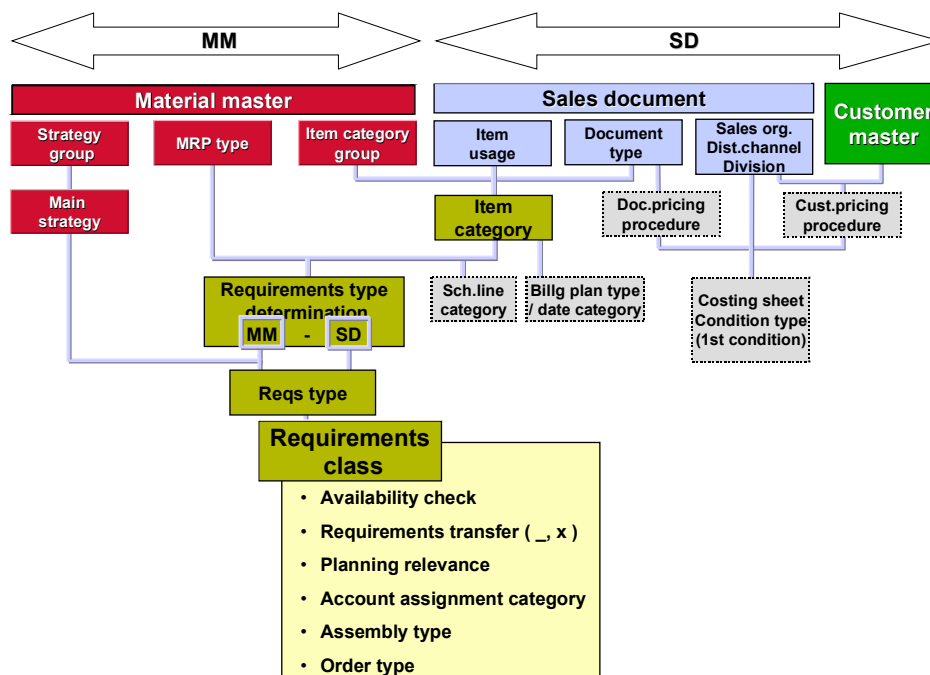 MM
SD
Material master
Sales document
Customer
master
Strategy
group
MRP type
Item category
group
Item
usage
Document
type
Sales org.
Dist.channel
Division
Main
strategy
Item
category
Doc.pricing
procedure
Cust.pricing
procedure
Requirements type
determination
MM - SD
Sch.line
category
Billg plan type
/ date category
Costing sheet
Condition type
(1st condition)
Reqs type
Requirements
class
• Availability check
• Requirements transfer ( _, x )
• Planning relevance
• Account assignment category
• Assembly type
• Order type